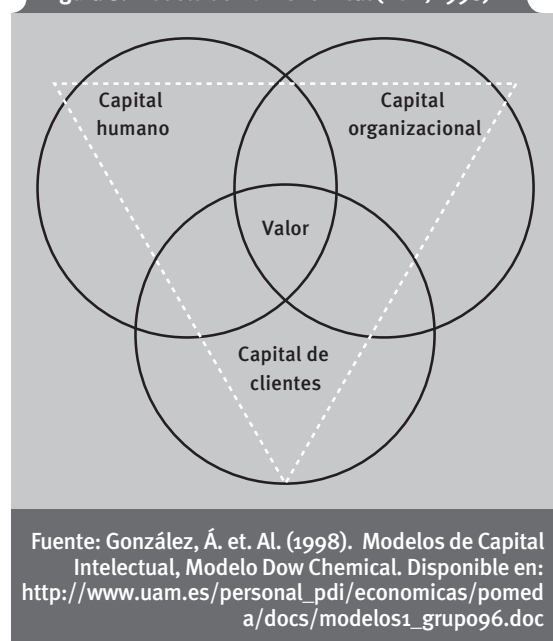 Capital
humano
Capital
organizacional
Valor
Capital de
clientes
Fuente: González, Á. et. Al. (1998). Modelos de Capital
Intelectual, Modelo Dow Chemical. Disponible en:
http://www.uam.es/personal_pdi/economicas/pomed
a/docs/modelos1_grupo96.doc